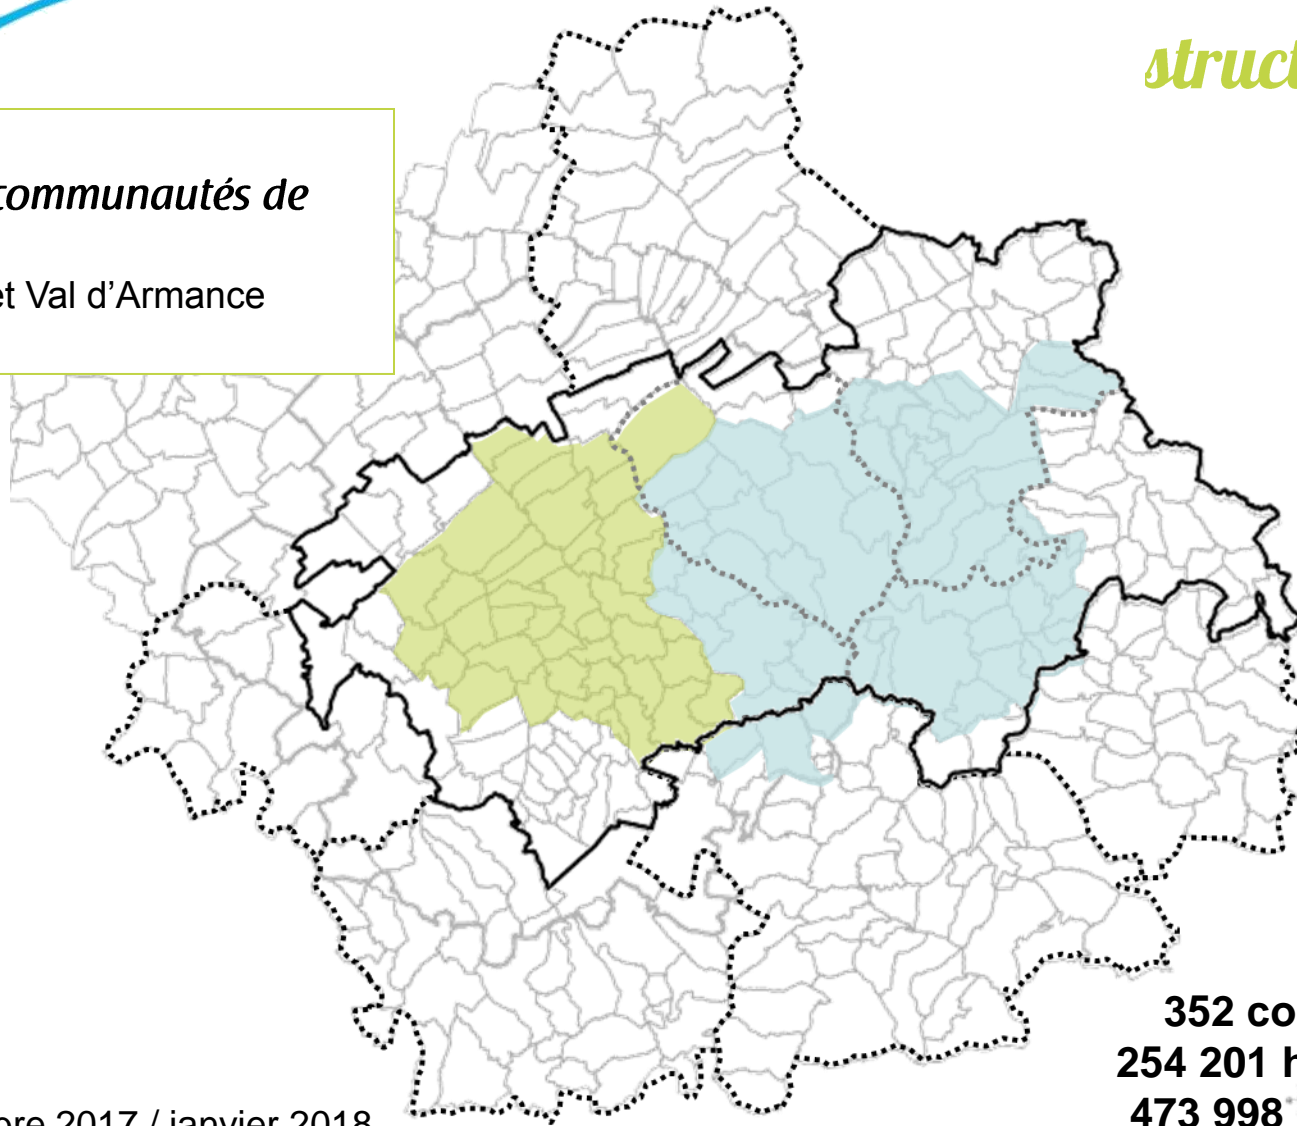 struct
communautés de
et Val d’Armance
352 co
254 201 h
473 998
bre 2017 / janvier 2018